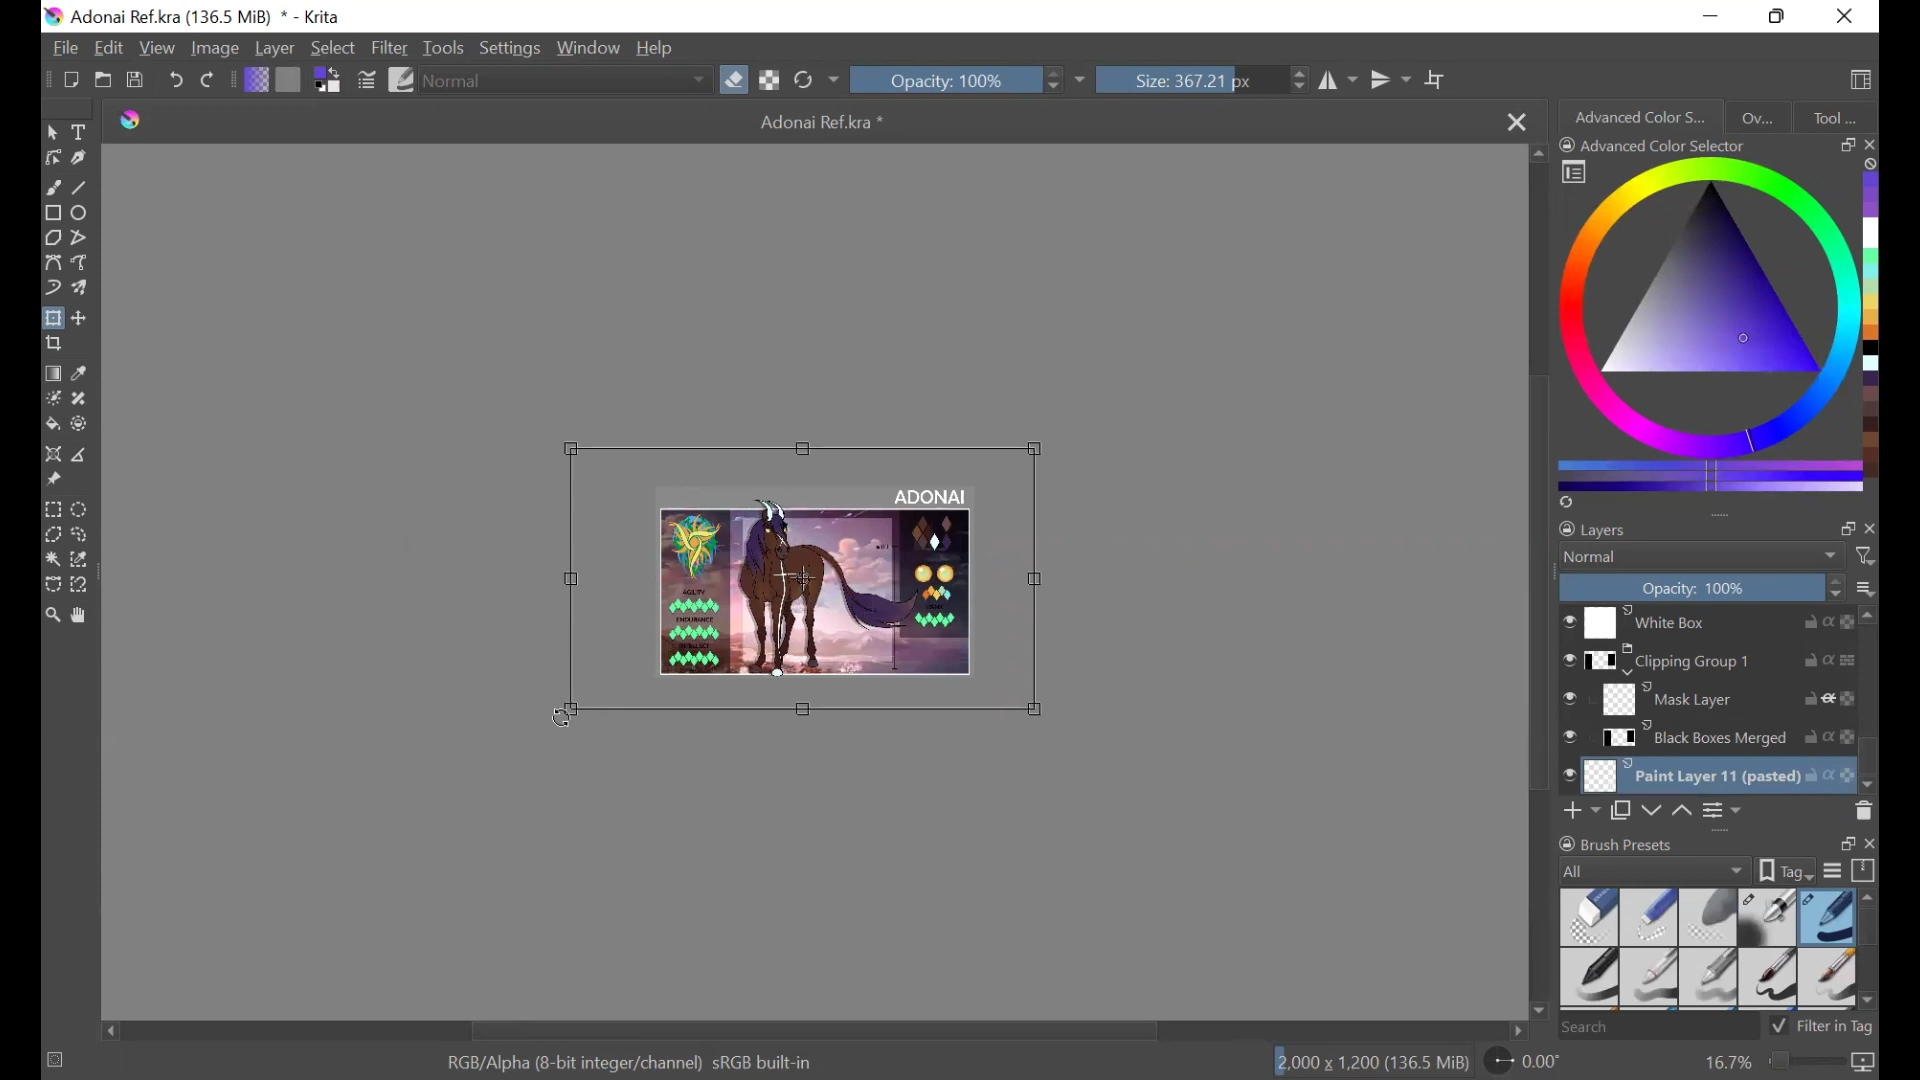 Adonai Ref.kra (136.5 MiB) * - Krita
File Edit View Image Layer Select Filter Tools Settings Window Help
Normal Opacity: 100% Size: 367.21 px
Adonai Ref.kra *
Advanced Color S... Ov... Tool ...
Advanced Color Selector
ADONAI
AGILITY
ENDURANCE
Layers
Normal
Opacity: 100%
White Box
Clipping Group 1
Mask Layer
Black Boxes Merged
Paint Layer 11 (pasted)
Brush Presets
All Tag
Search Filter in Tag
RGB/Alpha (8-bit integer/channel) sRGB built-in 2,000 x 1,200 (136.5 MiB) 0.00° 16.7%